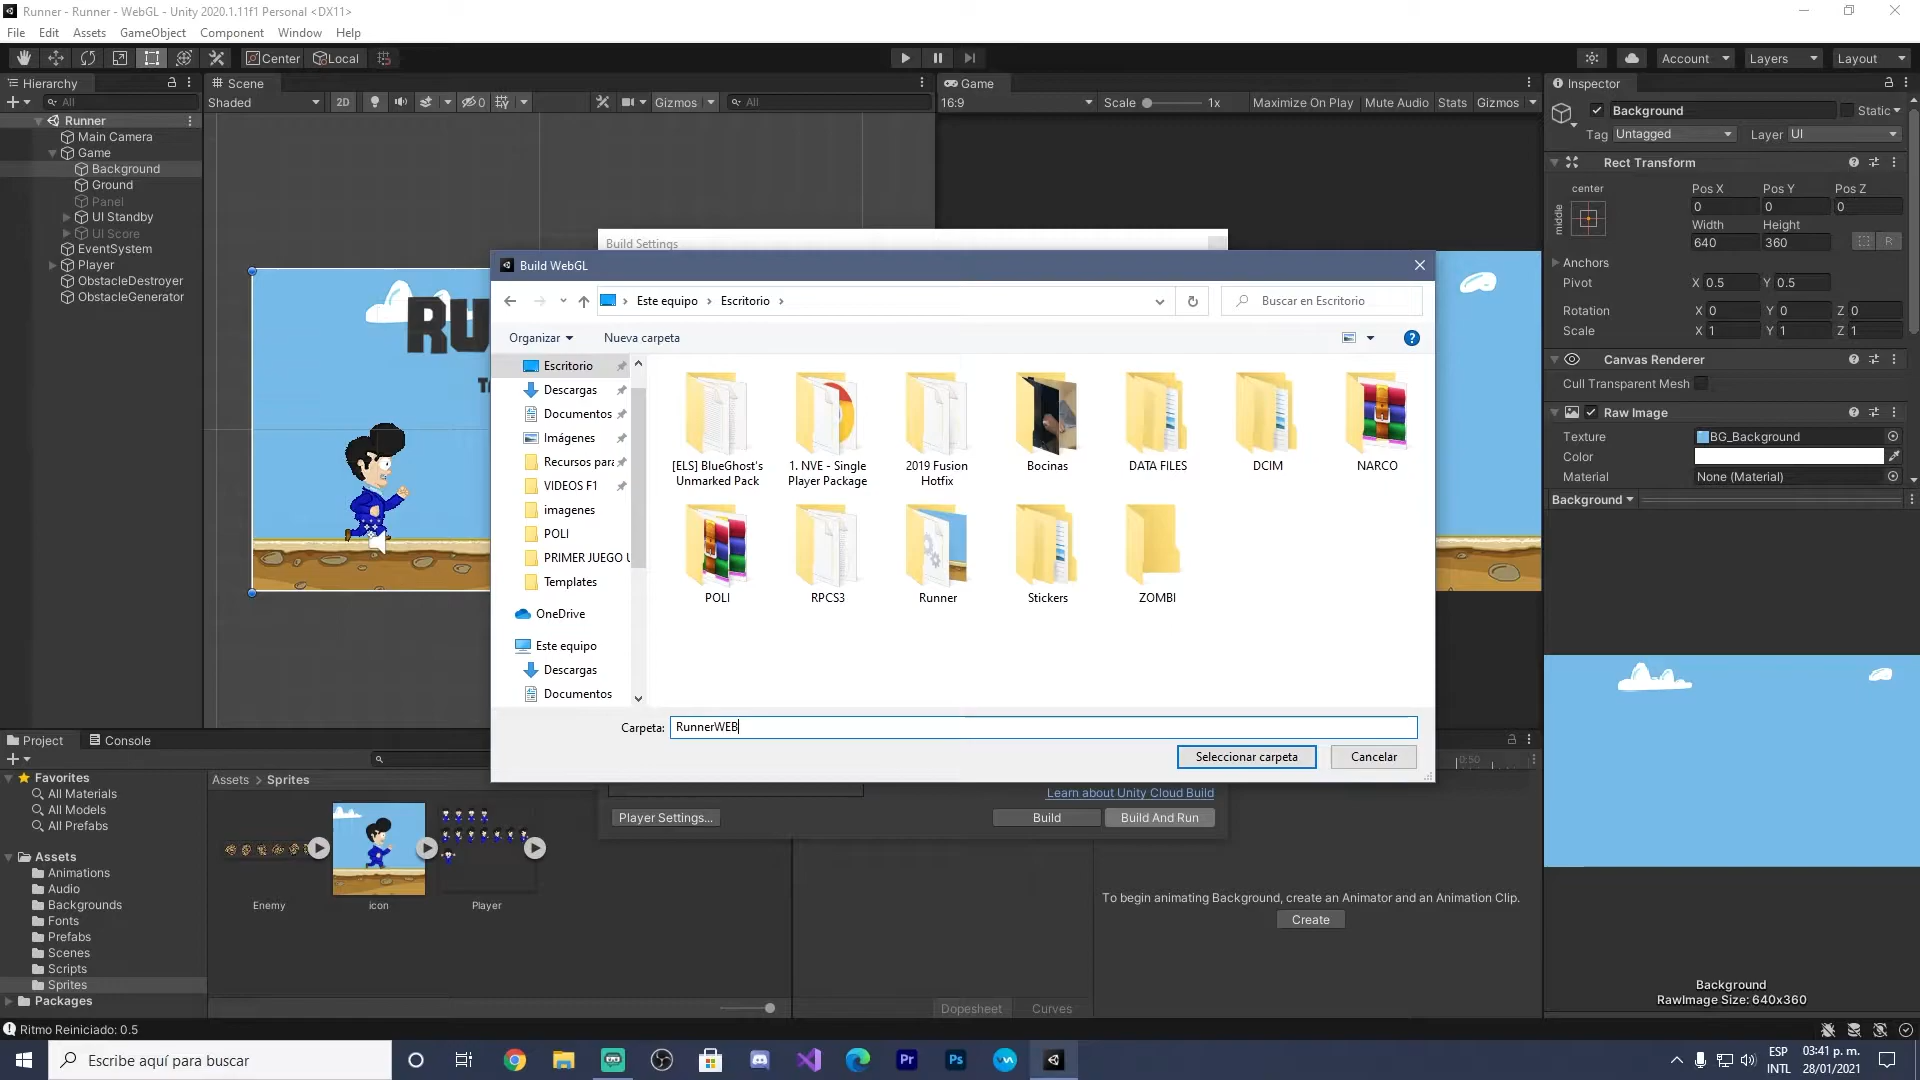 Runner - Runner - WebGL - Unity 2020.1.11f1 Personal <DX11>
File Edit Assets GameObject Component Window Help
Center Local Account Layers Layout
Hierarchy
All
Runner
Main Camera
Game
Background
Ground
Panel
UI Standby
UI Score
EventSystem
Player
ObstacleDestroyer
ObstacleGenerator
Scene
Shaded 2D 0 Gizmos All
RU
Game
16:9 Scale 1x Maximize On Play Mute Audio Stats Gizmos
Build Settings
Build WebGL
Este equipo Escritorio
Buscar en Escritorio
Organizar Nueva carpeta
Escritorio
Descargas
Documentos
Imágenes
Recursos para
VIDEOS F1
imagenes
POLI
PRIMER JUEGO U
Templates
OneDrive
Este equipo
Descargas
Documentos
[ELS] BlueGhost's
Unmarked Pack
1. NVE - Single
Player Package
2019 Fusion
Hotfix
Bocinas
DATA FILES
DCIM
NARCO
POLI
RPCS3
Runner
Stickers
ZOMBI
Carpeta: RunnerWEB
Seleccionar carpeta Cancelar
Learn about Unity Cloud Build
Player Settings... Build Build And Run
Inspector
Background Static
Tag Untagged Layer UI
Rect Transform
center
middle
Pos X Pos Y Pos Z
0 0 0
Width Height
640 360 R
Anchors
Pivot X 0.5 Y 0.5
Rotation X 0 Y 0 Z 0
Scale X 1 Y 1 Z 1
Canvas Renderer
Cull Transparent Mesh
Raw Image
Texture BG_Background
Color
Material None (Material)
Background
Background
RawImage Size: 640x360
Project Console
Favorites
All Materials
All Models
All Prefabs
Assets
Animations
Audio
Backgrounds
Fonts
Prefabs
Scenes
Scripts
Sprites
Packages
Assets > Sprites
Enemy
icon
Player
0:50
To begin animating Background, create an Animator and an Animation Clip.
Create
Dopesheet Curves
Ritmo Reiniciado: 0.5
Escribe aquí para buscar
Pr
Ps
ESP
INTL
03:41 p. m.
28/01/2021